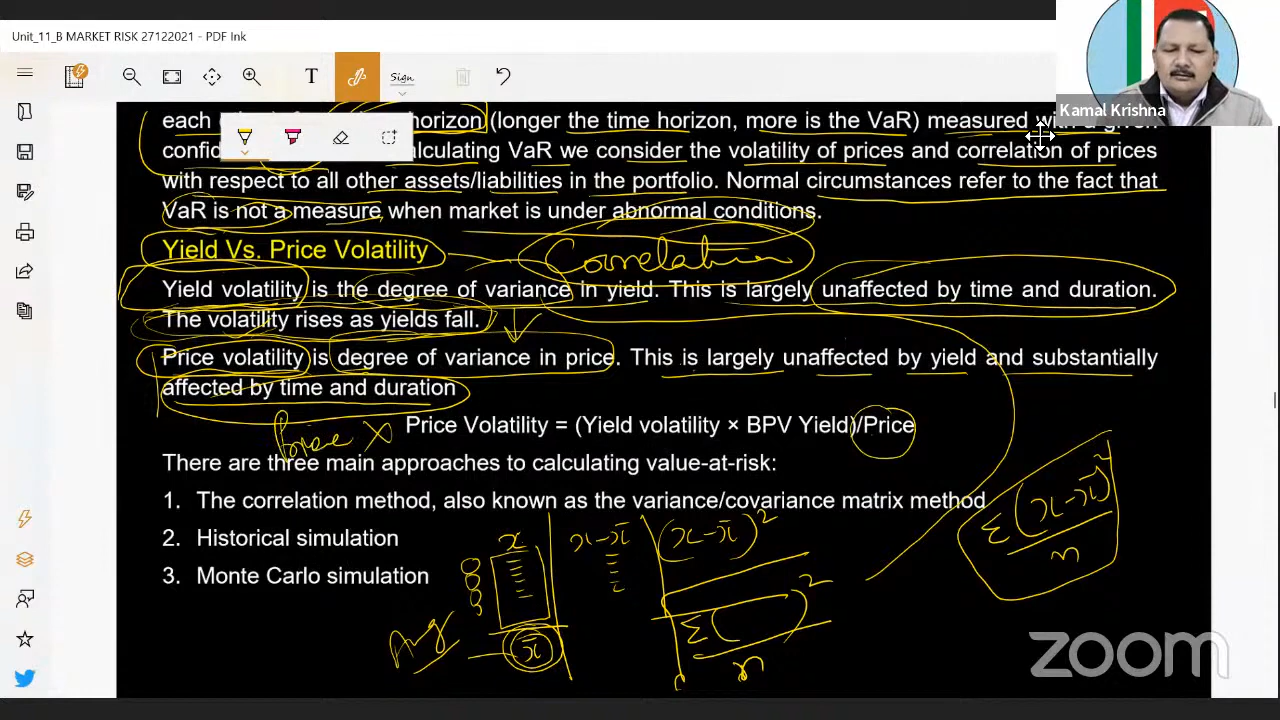 Unit_11_B MARKET RISK 27122021 - PDF Ink
T
Sign
Kamal Krishna
each horizon (longer the time horizon, more is the VaR) measured given
alculating VaR we consider the volatility of prices and correlation of prices
with respect to all other assets/liabilities in the portfolio. Normal circumstances refer to the fact that
VaR is not a measure when market is under abnormal conditions.
Yield Vs. Price Volatility
Correlation
Yield volatility is the degree of variance in yield. This is largely unaffected by time and duration.
The volatility rises as yields fall.
Price volatility is degree of variance in price. This is largely unaffected by yield and substantially
affected by time and duration
Price × Price Volatility = (Yield volatility × BPV Yield)/Price
There are three main approaches to calculating value-at-risk:
1. The correlation method, also known as the variance/covariance matrix method
2. Historical simulation
3. Monte Carlo simulation
x x-x̄ (x-x̄)²
Σ(x-x̄)²
n
Avg x̄ Σ( )²
n
zoom